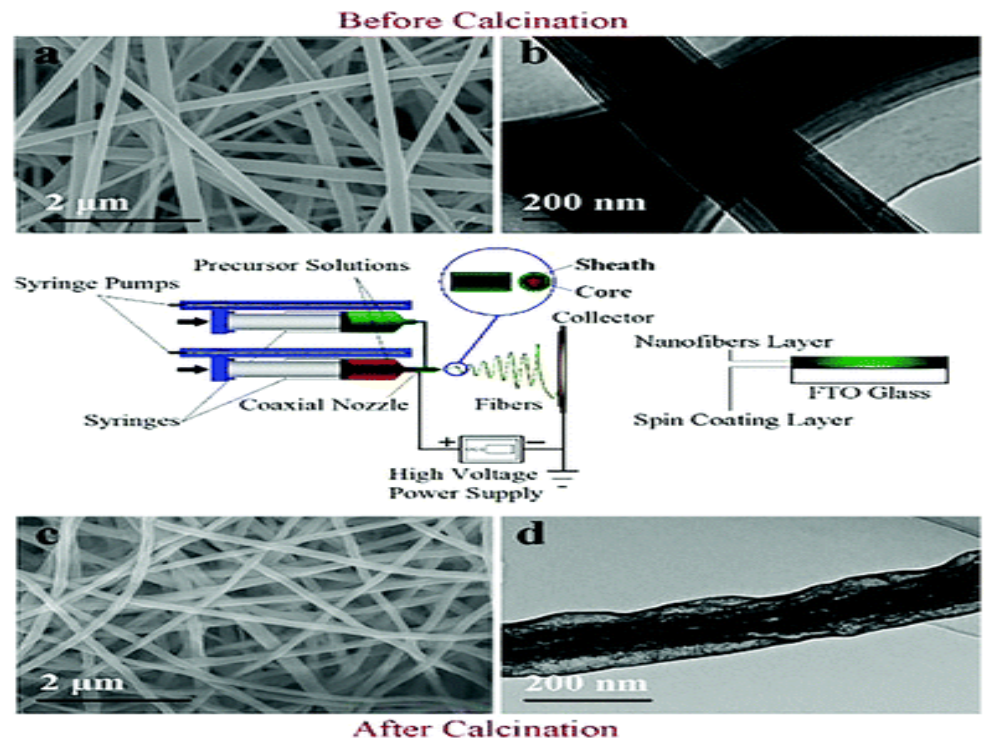 Before Calcination
a
b
2 μm
200 nm
Precursor Solutions
Syringe Pumps
Sheath
Core
Collector
Nanofibers Layer
FTO Glass
Spin Coating Layer
Coaxial Nozzle
Fibers
Syringes
+
−
High Voltage
Power Supply
c
d
2 μm
200 nm
After Calcination